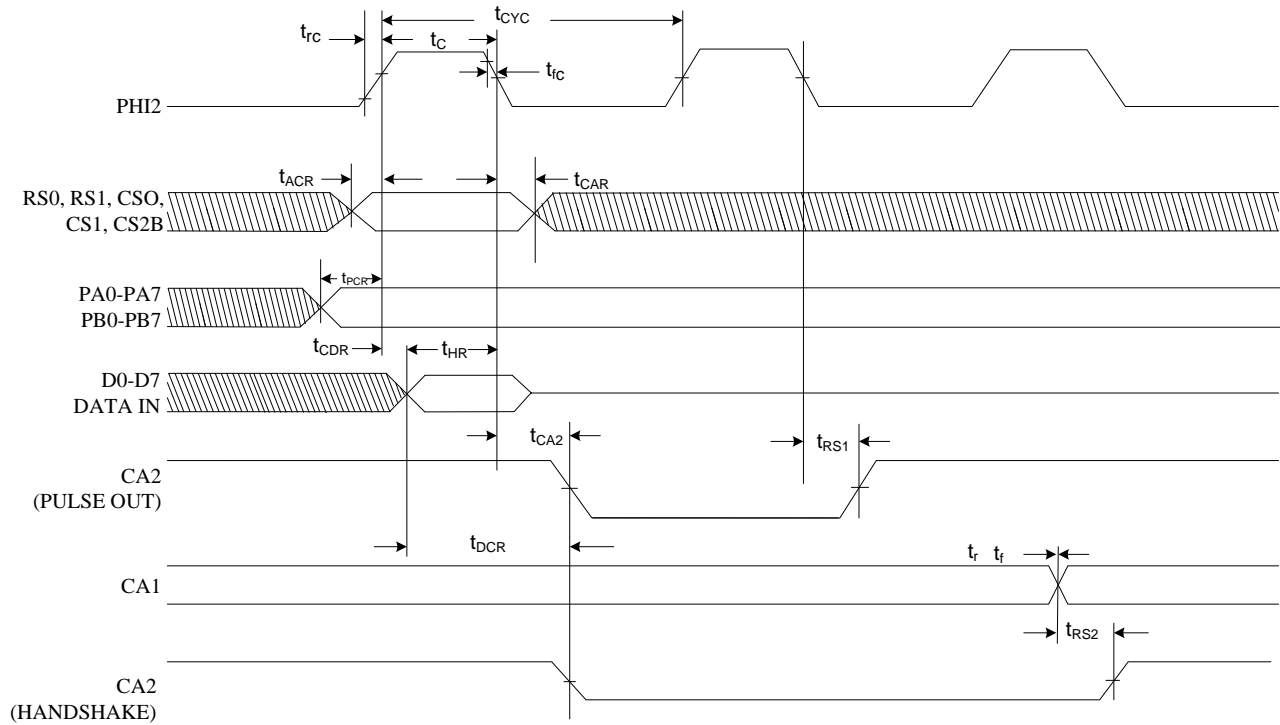 tCYC
trc
tC
tfC
PHI2
tACR
tCAR
RS0, RS1, CSO,
CS1, CS2B
tPCR
PA0-PA7
PB0-PB7
tCDR
tHR
D0-D7
DATA IN
tCA2
tRS1
CA2
(PULSE OUT)
tDCR
tr tf
CA1
tRS2
CA2
(HANDSHAKE)